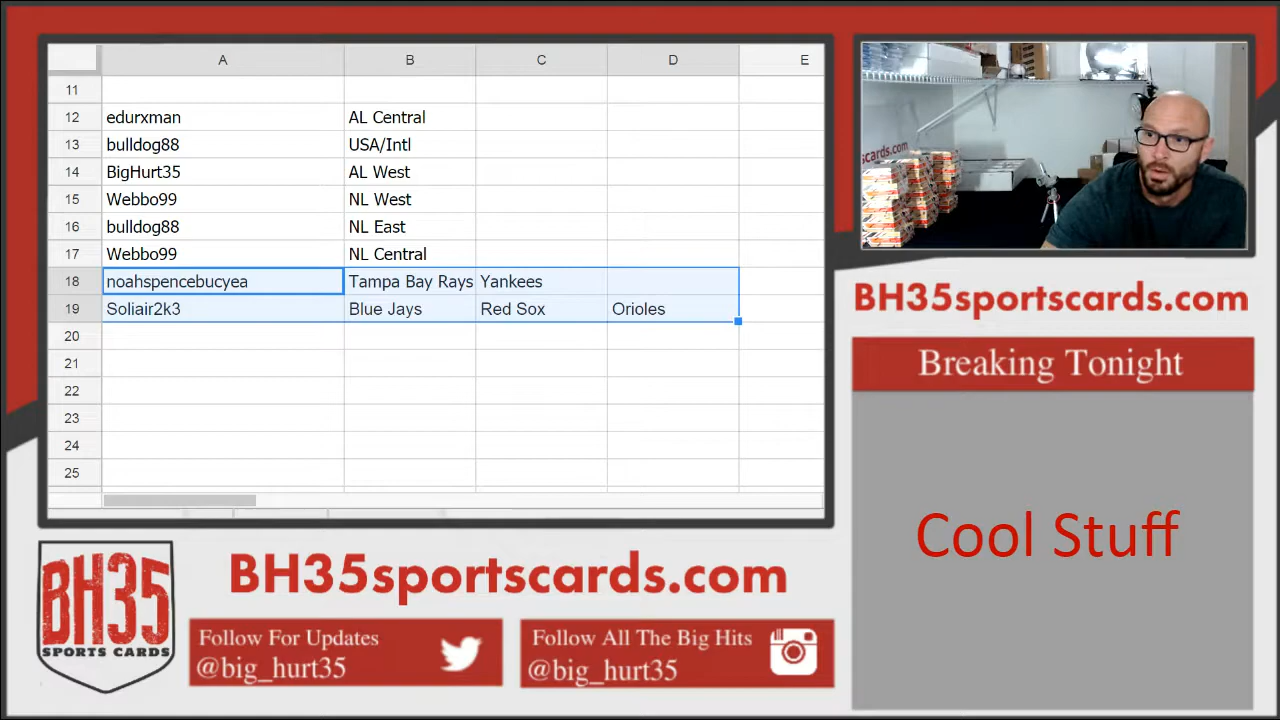 A B C D E
11
12 edurxman AL Central
13 bulldog88 USA/Intl
14 BigHurt35 AL West
15 Webbo99 NL West
16 bulldog88 NL East
17 Webbo99 NL Central
18 noahspencebucyea Tampa Bay Rays Yankees
19 Soliair2k3 Blue Jays Red Sox Orioles
20
21
22
23
24
25
cards.com
BH35sportscards.com
Breaking Tonight
Cool Stuff
BH35
SPORTS CARDS
BH35sportscards.com
Follow For Updates
@big_hurt35
Follow All The Big Hits
@big_hurt35